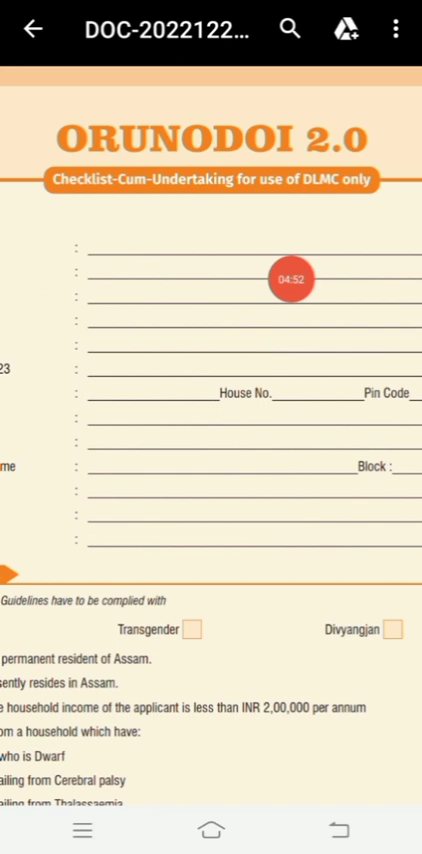 DOC-2022122...
ORUNODOI 2.0
Checklist-Cum-Undertaking for use of DLMC only
:
:
04:52
:
:
:
23 :
: House No. Pin Code
:
:
me : Block :
:
:
:
Guidelines have to be complied with
Transgender Divyangjan
permanent resident of Assam.
sently resides in Assam.
e household income of the applicant is less than INR 2,00,000 per annum
om a household which have:
who is Dwarf
ailing from Cerebral palsy
ailing from Thalassaemia